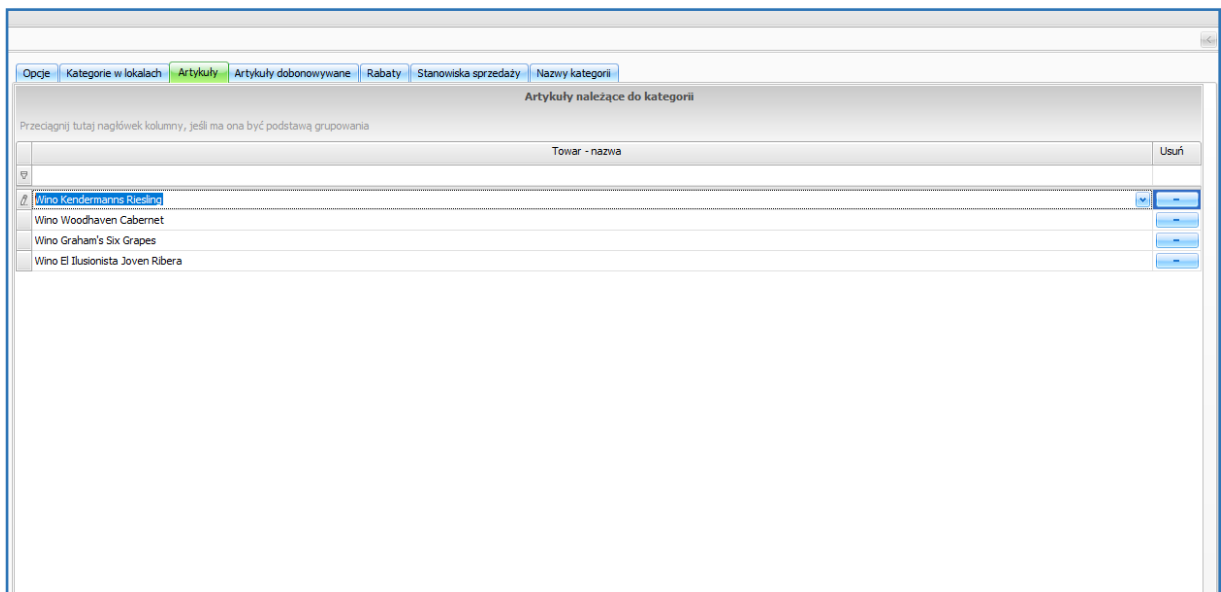 Opcje Kategorie w lokalach Artykuły Artykuły dobonowywane Rabaty Stanowiska sprzedaży Nazwy kategorii
Artykuły należące do kategorii
Przeciągnij tutaj nagłówek kolumny, jeśli ma ona być podstawą grupowania
Towar - nazwa Usuń
Wino Kendermanns Riesling
Wino Woodhaven Cabernet
Wino Graham's Six Grapes
Wino El Ilusionista Joven Ribera